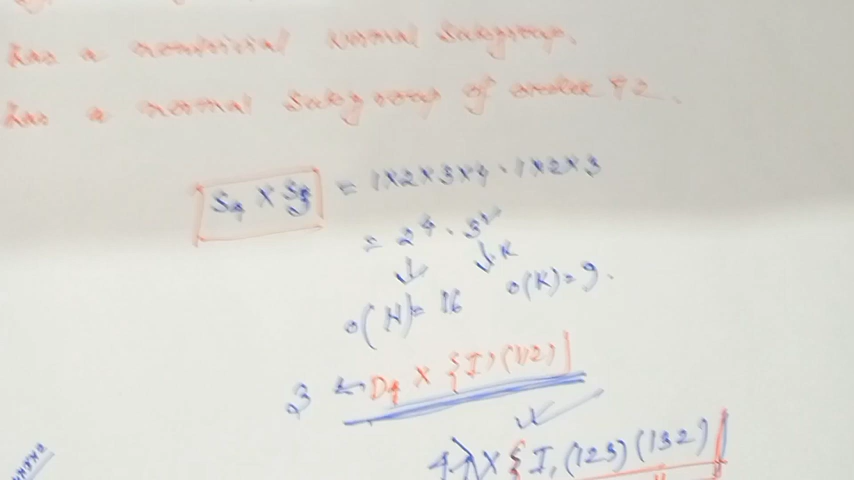 has a nontrivial normal subgroup.
has a normal subgroup of order 72.
S4 × S3 = 1×2×3×4 · 1×2×3
= 2^4 · 3^2
↓ ↓ K
o(H) = 16 o(K) = 9.
3 ← D4 × {I, (12)}
× {I, (123) (132)}